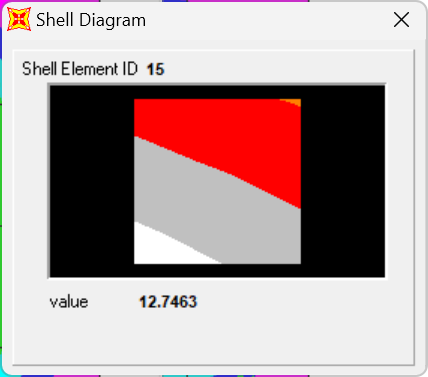 Shell Diagram
Shell Element ID 15
value 12.7463